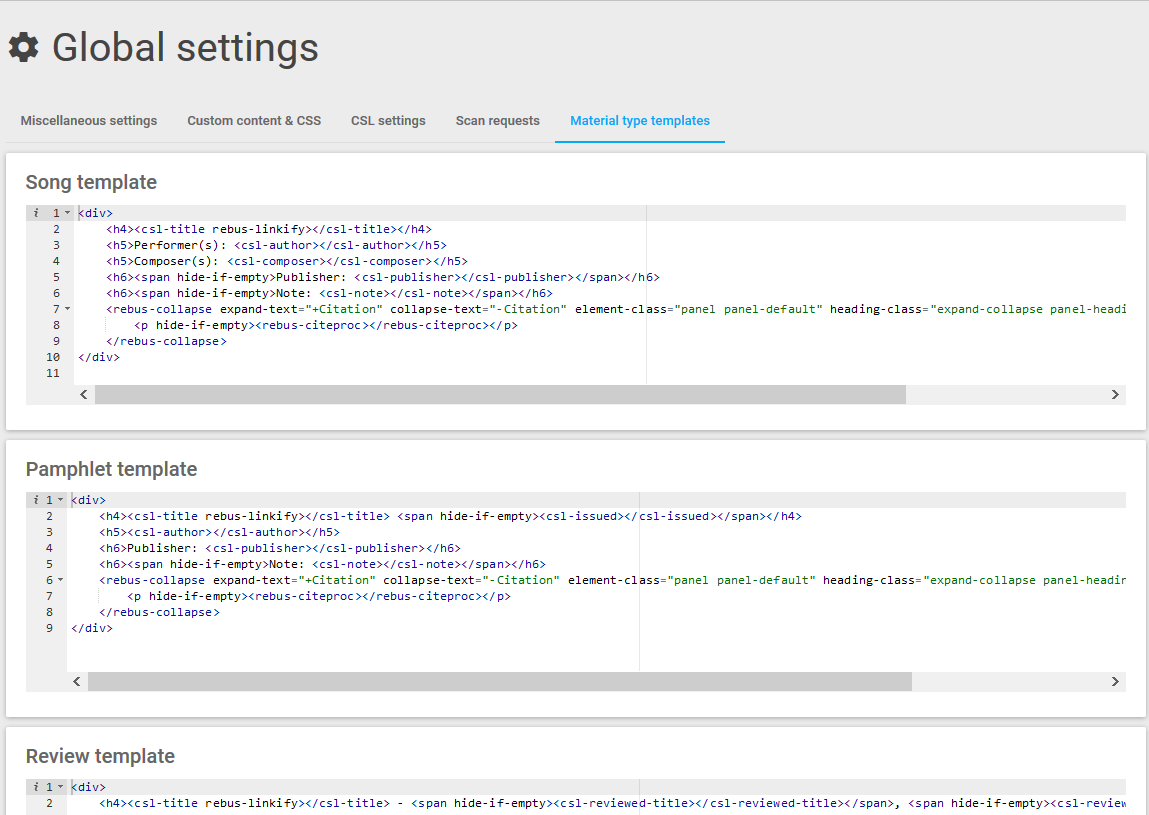 Global settings
Miscellaneous settings Custom content & CSS CSL settings Scan requests Material type templates
Song template
i 1 <div>
2 <h4><csl-title rebus-linkify></csl-title></h4>
3 <h5>Performer(s): <csl-author></csl-author></h5>
4 <h5>Composer(s): <csl-composer></csl-composer></h5>
5 <h6><span hide-if-empty>Publisher: <csl-publisher></csl-publisher></span></h6>
6 <h6><span hide-if-empty>Note: <csl-note></csl-note></span></h6>
7 <rebus-collapse expand-text="+Citation" collapse-text="-Citation" element-class="panel panel-default" heading-class="expand-collapse panel-headi
8 <p hide-if-empty><rebus-citeproc></rebus-citeproc></p>
9 </rebus-collapse>
10 </div>
11
Pamphlet template
i 1 <div>
2 <h4><csl-title rebus-linkify></csl-title> <span hide-if-empty><csl-issued></csl-issued></span></h4>
3 <h5><csl-author></csl-author></h5>
4 <h6>Publisher: <csl-publisher></csl-publisher></h6>
5 <h6><span hide-if-empty>Note: <csl-note></csl-note></span></h6>
6 <rebus-collapse expand-text="+Citation" collapse-text="-Citation" element-class="panel panel-default" heading-class="expand-collapse panel-headin
7 <p hide-if-empty><rebus-citeproc></rebus-citeproc></p>
8 </rebus-collapse>
9 </div>
Review template
i 1 <div>
2 <h4><csl-title rebus-linkify></csl-title> - <span hide-if-empty><csl-reviewed-title></csl-reviewed-title></span>, <span hide-if-empty><csl-review